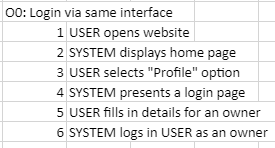 O0: Login via same interface
1 USER opens website
2 SYSTEM displays home page
3 USER selects "Profile" option
4 SYSTEM presents a login page
5 USER fills in details for an owner
6 SYSTEM logs in USER as an owner